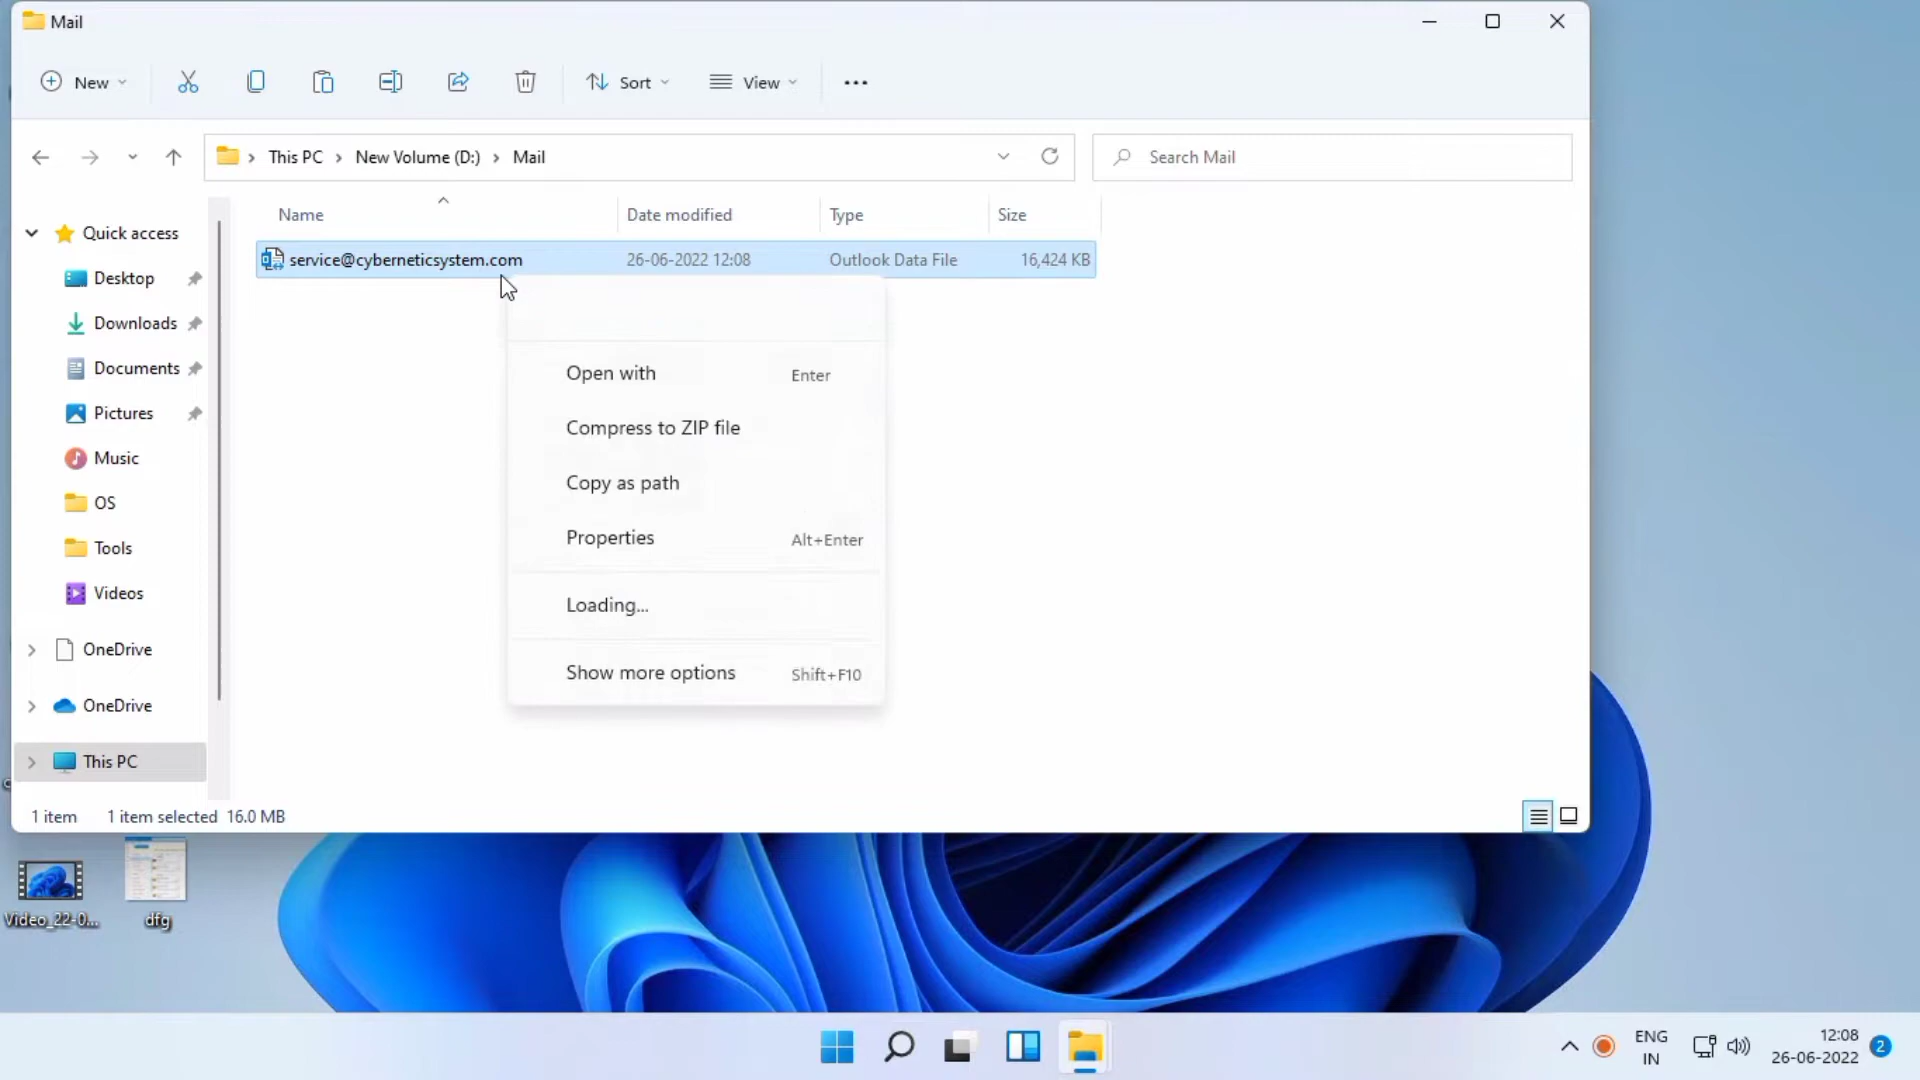 Mail
New
Sort
View
This PC > New Volume (D:) > Mail
Search Mail
Name Date modified Type Size
service@cyberneticsystem.com 26-06-2022 12:08 Outlook Data File 16,424 KB
Quick access
Desktop
Downloads
Documents
Pictures
Music
OS
Tools
Videos
OneDrive
OneDrive
This PC
Open with Enter
Compress to ZIP file
Copy as path
Properties Alt+Enter
Loading...
Show more options Shift+F10
1 item 1 item selected 16.0 MB
Video_22-0...
dfg
ENG
IN
12:08
26-06-2022
2